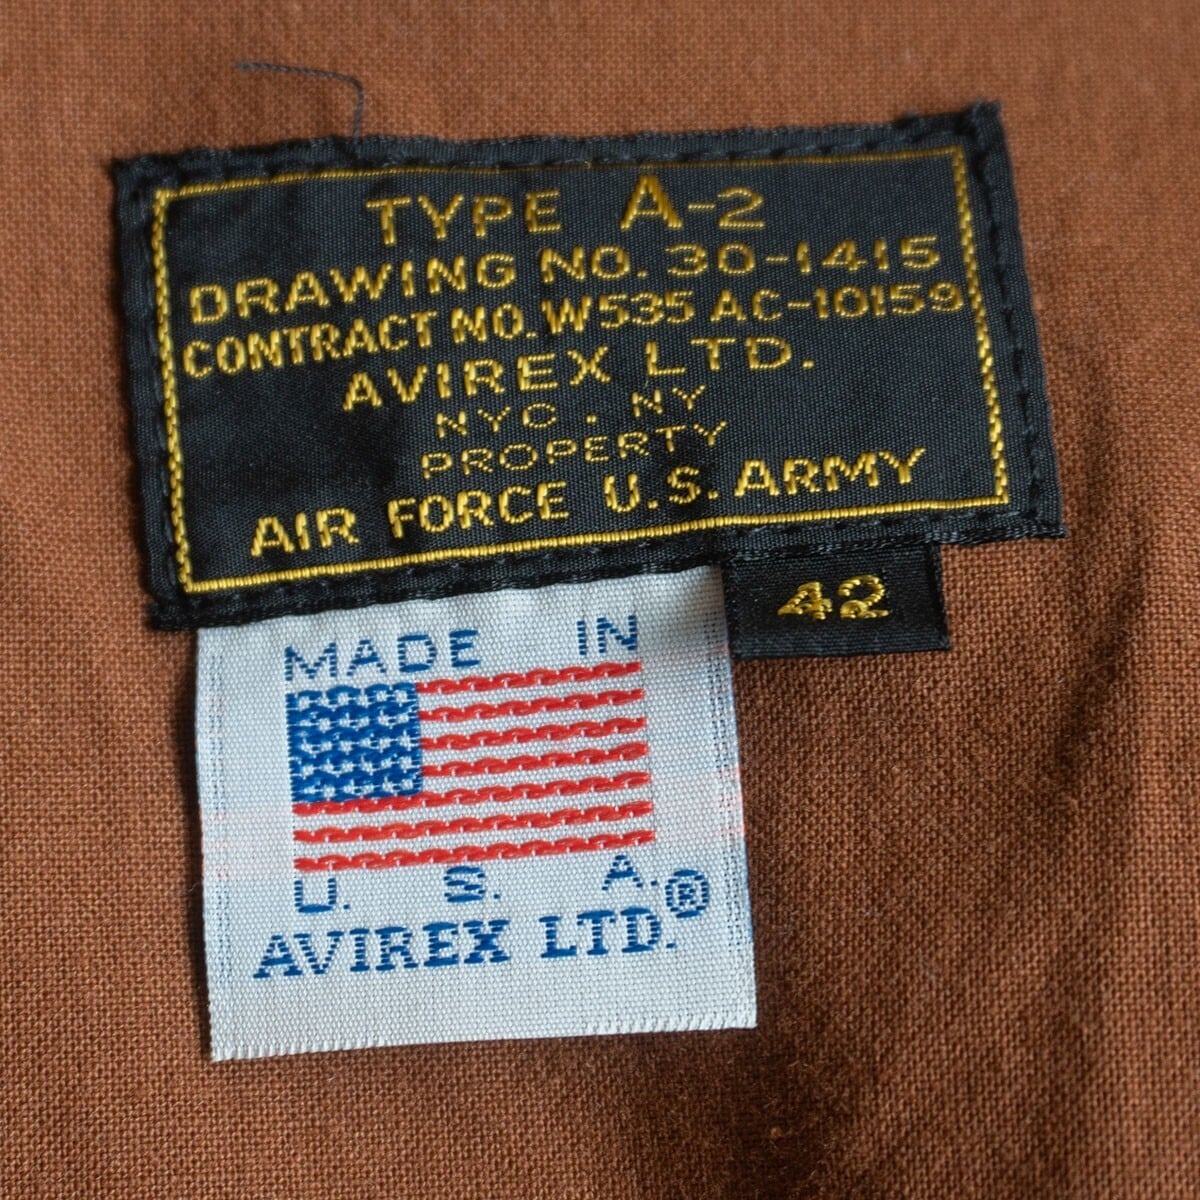 TYPE A-2
DRAWING NO. 30-1415
CONTRACT NO. W535 AC-10159
AVIREX LTD.
NYC. NY
PROPERTY
AIR FORCE U.S. ARMY
42
MADE IN
U. S. A.
AVIREX LTD.®